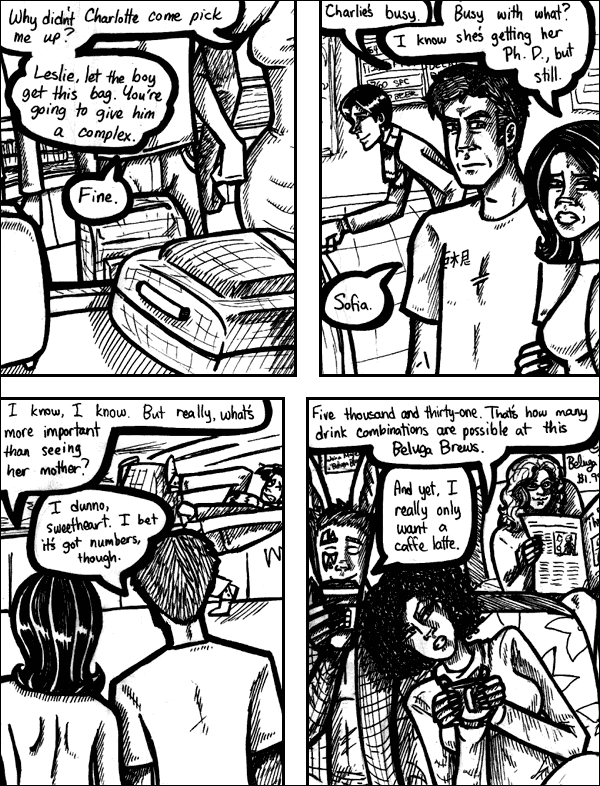 Why didn't Charlotte come pick
me up?
Leslie, let the boy
get this bag. You're
going to give him
a complex.
Fine.
Charlie's busy.
Busy with what?
I know she's getting her
Ph. D., but
still.
Sofia.
I know, I know. But really, what's
more important
than seeing
her mother?
I dunno,
sweetheart. I bet
it's got numbers,
though.
Five thousand and thirty-one. That's how many
drink combinations are possible at this
Beluga Brews.
And yet, I
really only
want a
caffe latte.
Beluga